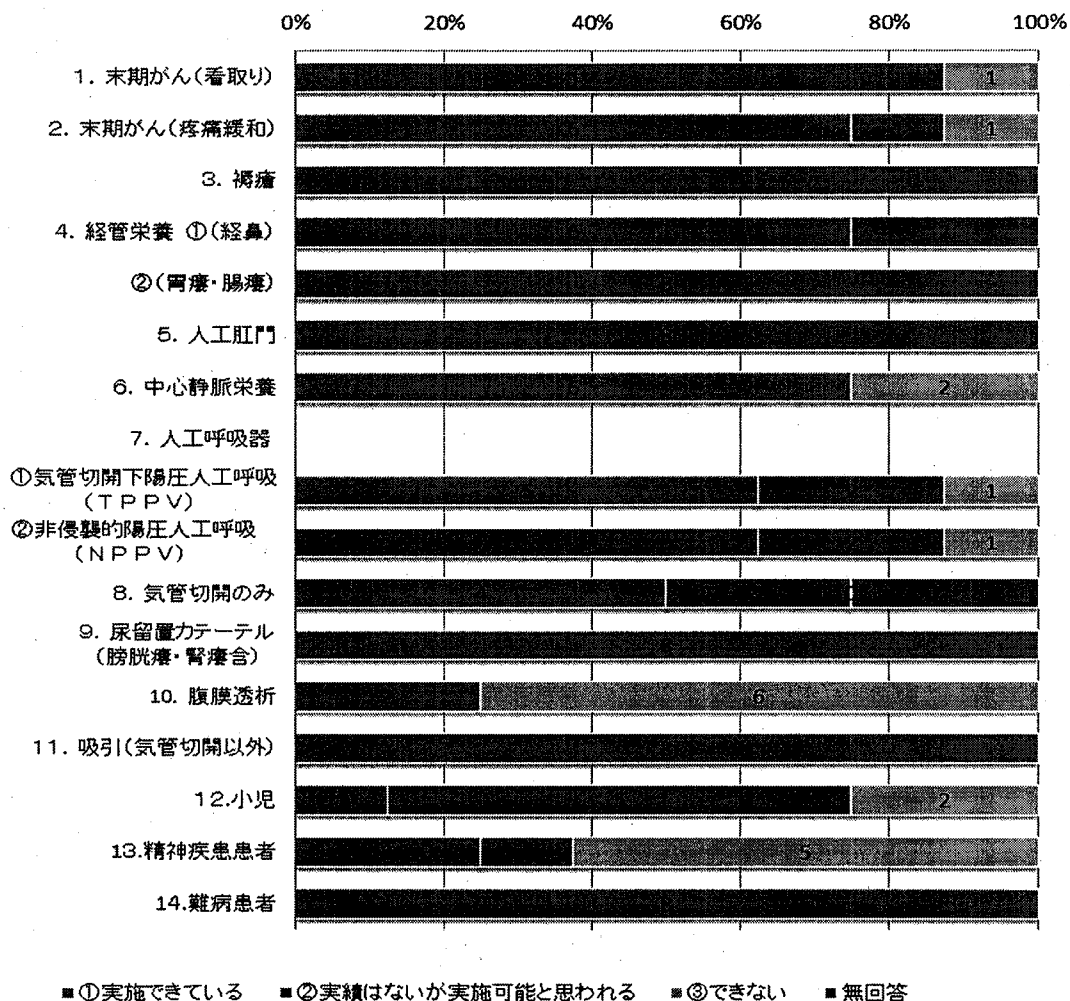 0% 20% 40% 60% 80% 100%
1. 末期がん(看取り)
1
2. 末期がん(疼痛緩和)
1
3. 褥瘡
4. 経管栄養 ①(経鼻)
②(胃瘻・腸瘻)
5. 人工肛門
6. 中心静脈栄養
2
7. 人工呼吸器
①気管切開下陽圧人工呼吸
(TPPV)
1
②非侵襲的陽圧人工呼吸
(NPPV)
1
8. 気管切開のみ
9. 尿留置カテーテル
(膀胱瘻・腎瘻含)
10. 腹膜透析
6
11. 吸引(気管切開以外)
12.小児
2
13.精神疾患患者
5
14.難病患者
■①実施できている ■②実績はないが実施可能と思われる ■③できない ■無回答